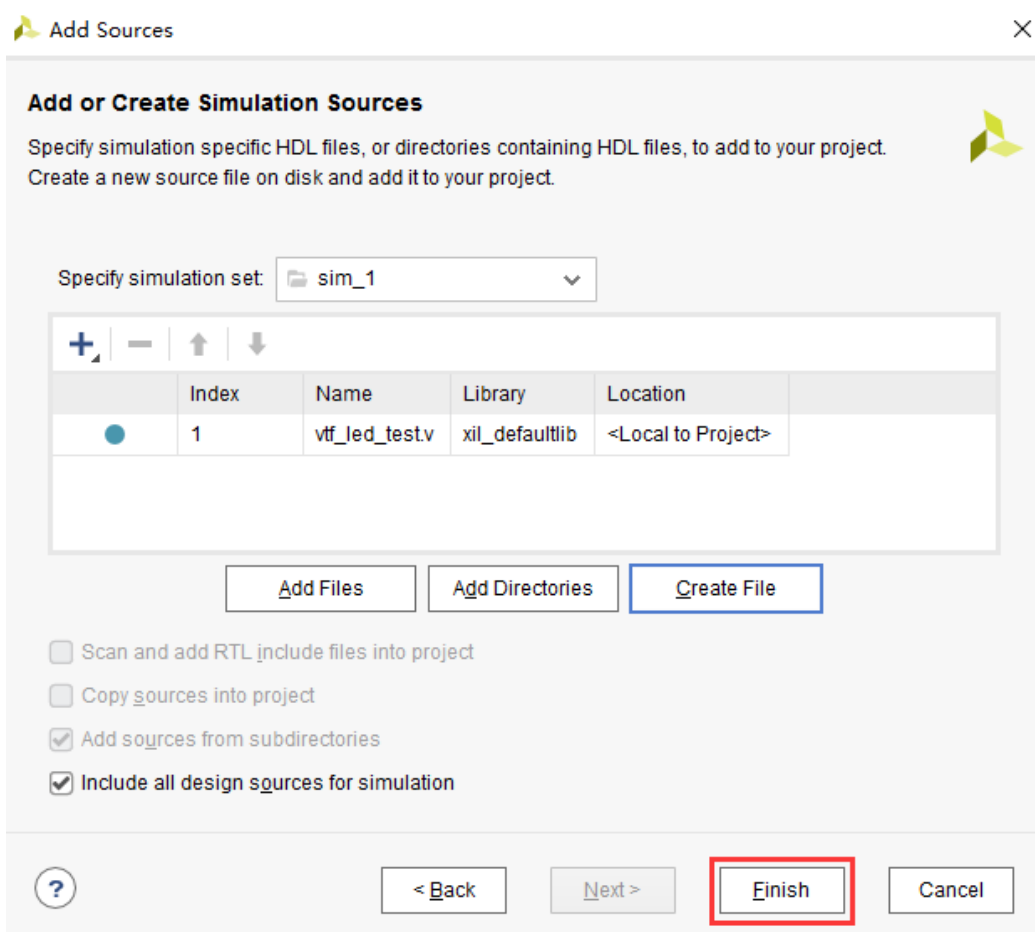 Add Sources
Add or Create Simulation Sources
Specify simulation specific HDL files, or directories containing HDL files, to add to your project.
Create a new source file on disk and add it to your project.
Specify simulation set: sim_1
Index Name Library Location
1 vtf_led_test.v xil_defaultlib <Local to Project>
Add Files Add Directories Create File
Scan and add RTL include files into project
Copy sources into project
Add sources from subdirectories
Include all design sources for simulation
? < Back Next > Finish Cancel